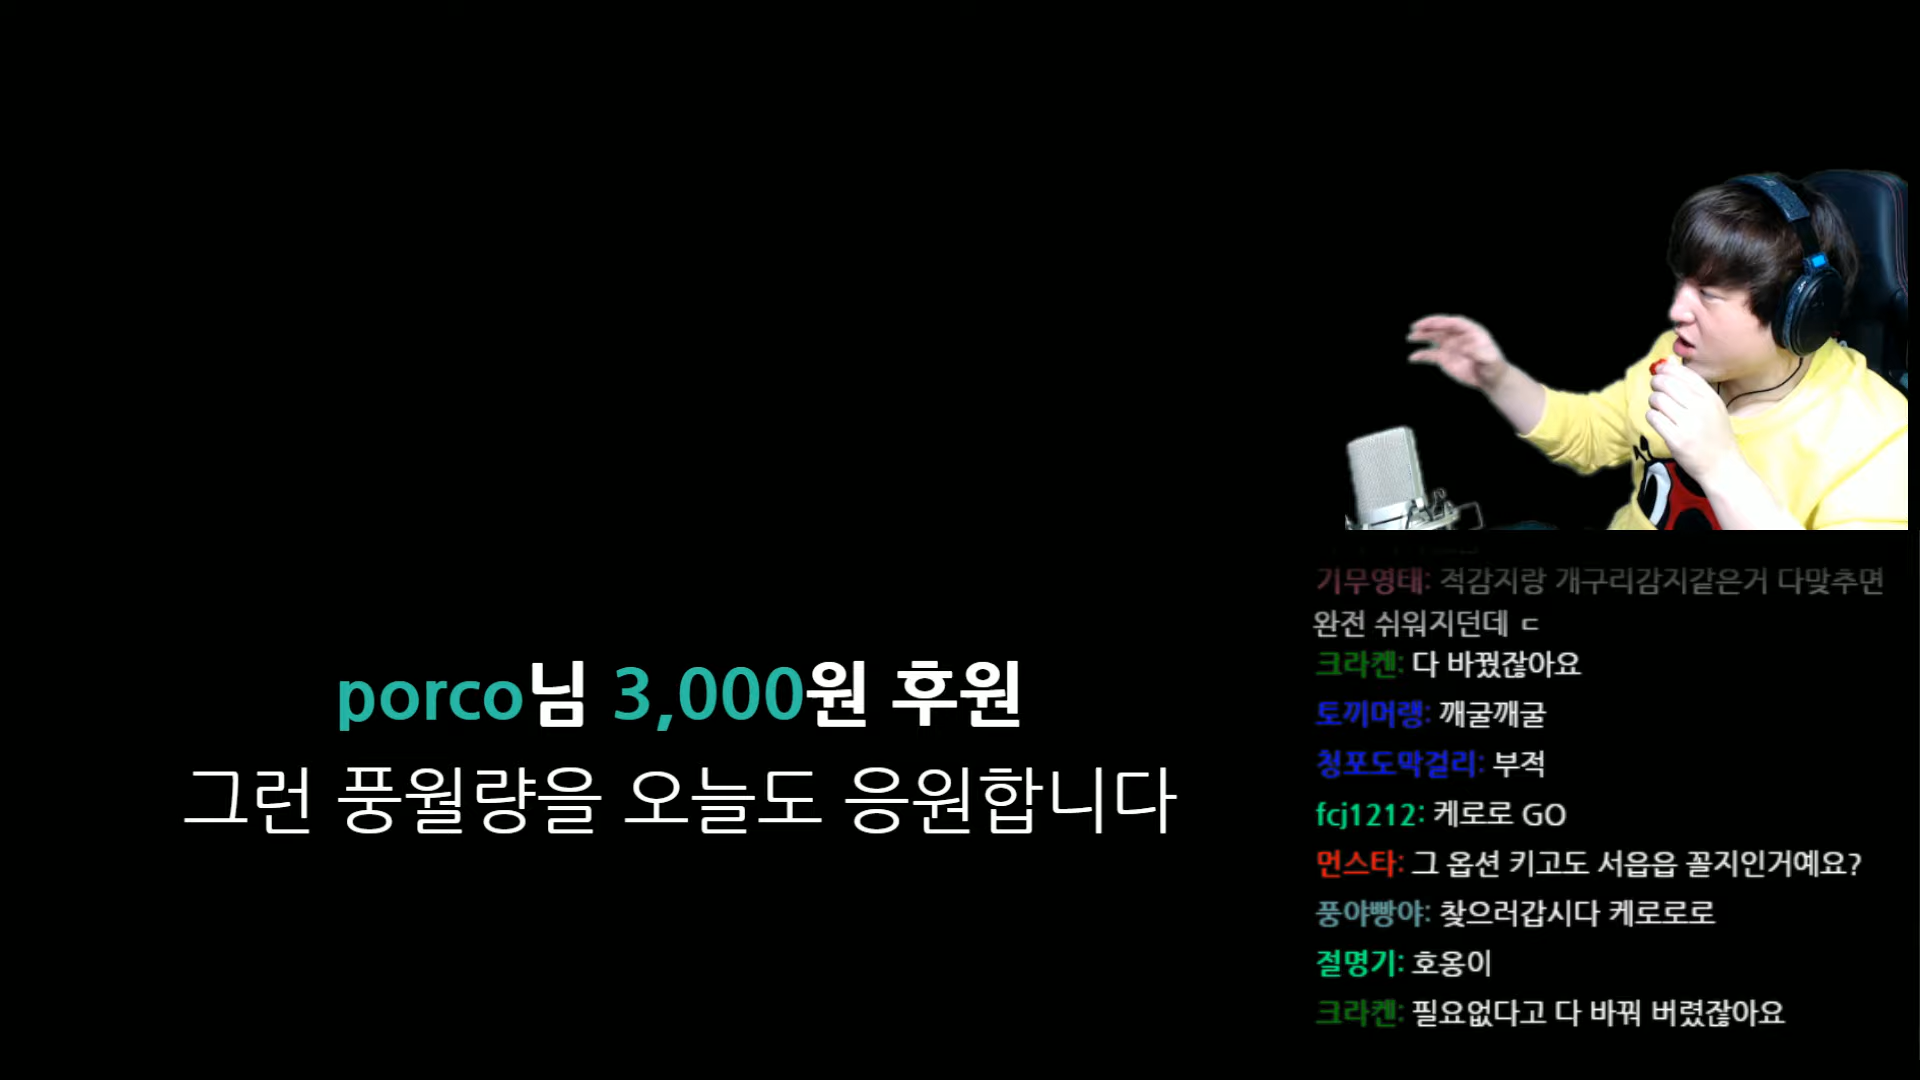 porco님 3,000원 후원
그런 풍월량을 오늘도 응원합니다
기무영태: 적감지랑 개구리감지같은거 다맞추면
완전 쉬워지던데 ㄷ
크라켄: 다 바꿨잖아요
토끼머랭: 깨굴깨굴
청포도막걸리: 부적
fcj1212: 케로로 GO
먼스타: 그 옵션 키고도 서읍읍 꼴지인거예요?
풍야빵야: 찾으러갑시다 케로로로
절명기: 호옹이
크라켄: 필요없다고 다 바꿔 버렸잖아요